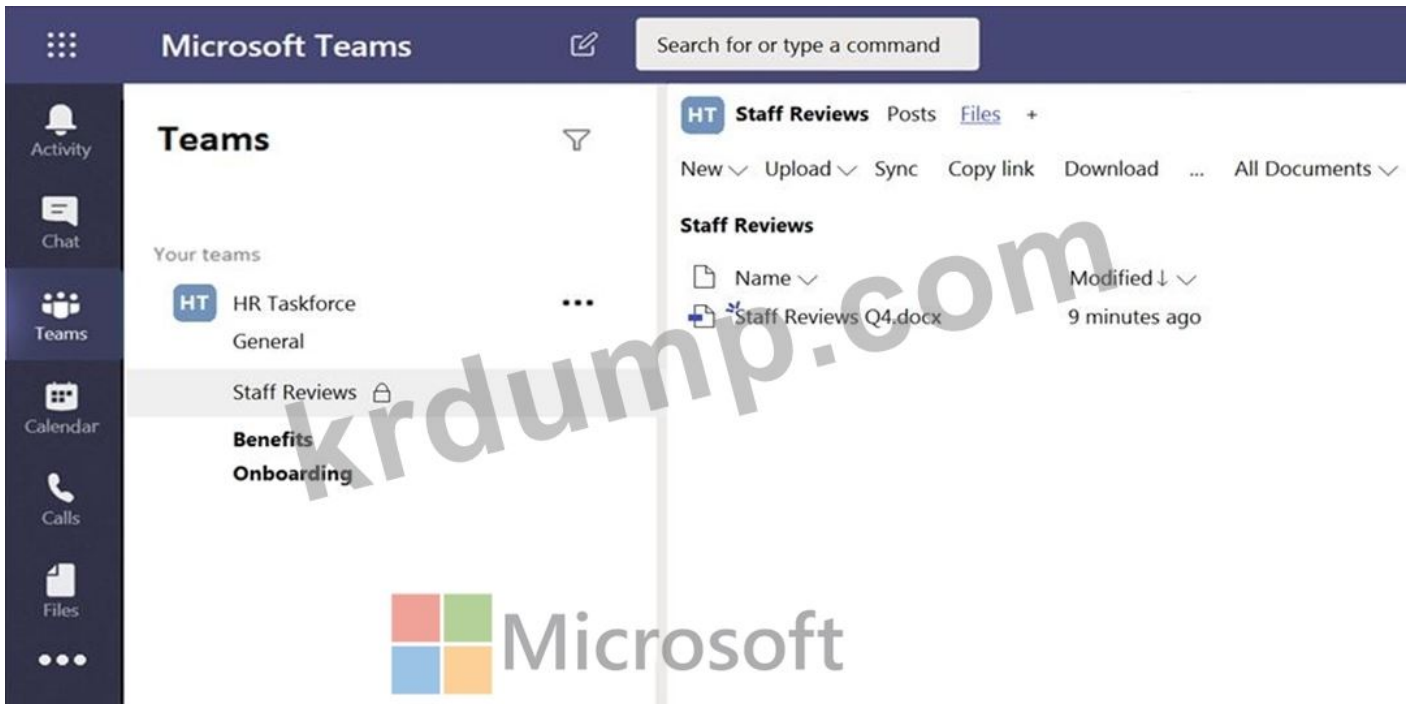 Microsoft Teams
Search for or type a command
Activity
Chat
Teams
Calendar
Calls
Files
Teams
Your teams
HT HR Taskforce
General
Staff Reviews
Benefits
Onboarding
HT Staff Reviews Posts Files +
New Upload Sync Copy link Download ... All Documents
Staff Reviews
Name Modified↓
Staff Reviews Q4.docx 9 minutes ago
krdump.com
Microsoft